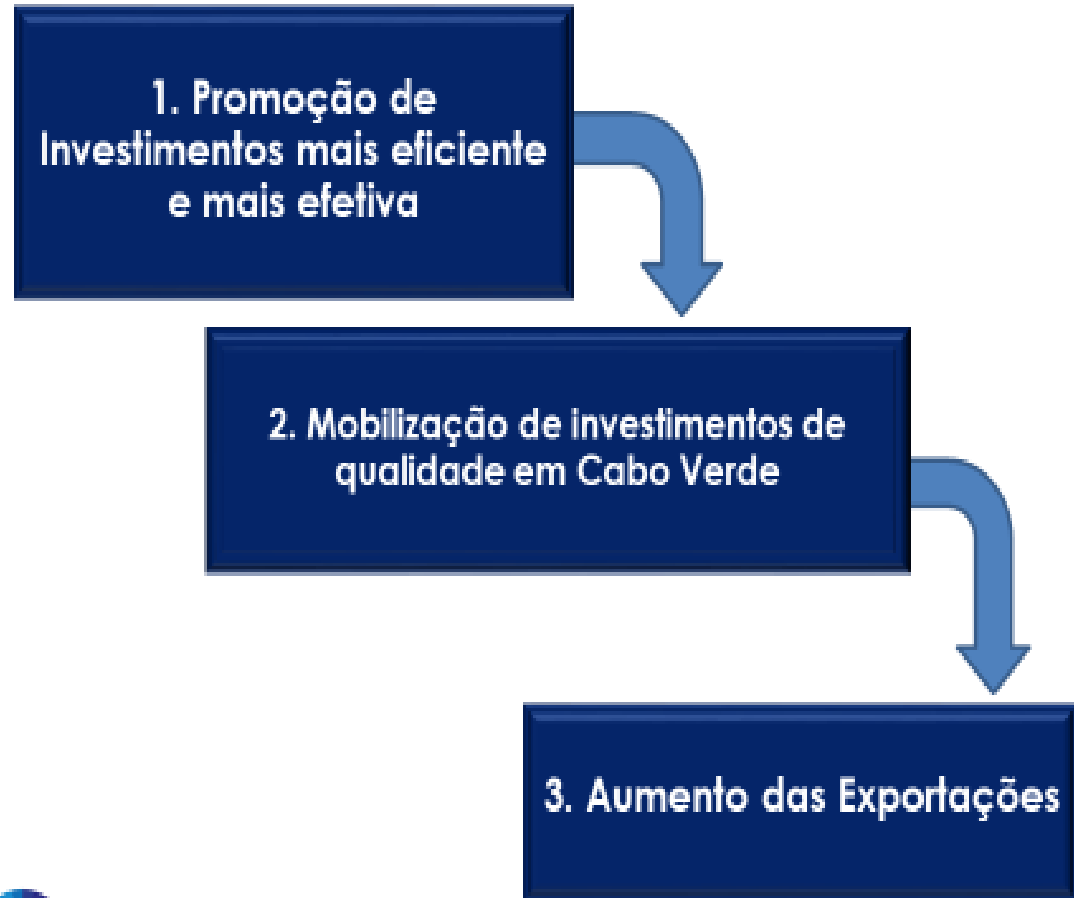 1. Promoção de
Investimentos mais eficiente
e mais efetiva
2. Mobilização de investimentos de
qualidade em Cabo Verde
3. Aumento das Exportações